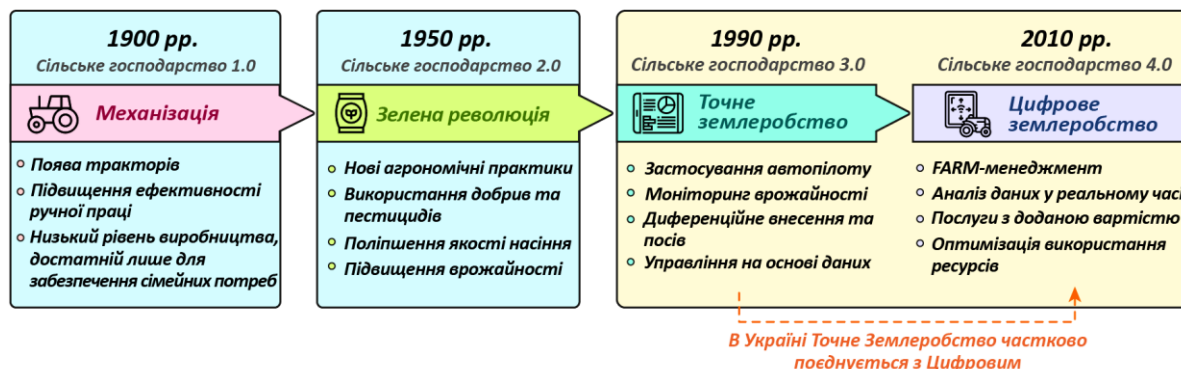 1900 рр.
Сільське господарство 1.0
Механізація
Поява тракторів
Підвищення ефективності
ручної праці
Низький рівень виробництва,
достатній лише для
забезпечення сімейних потреб
1950 рр.
Сільське господарство 2.0
Зелена революція
Нові агрономічні практики
Використання добрив та
пестицидів
Поліпшення якості насіння
Підвищення врожайності
1990 рр.
Сільське господарство 3.0
Точне
землеробство
Застосування автопілоту
Моніторинг врожайності
Диференційне внесення та
посів
Управління на основі даних
2010 рр.
Сільське господарство 4.0
Цифрове
землеробство
FARM-менеджмент
Аналіз даних у реальному час
Послуги з доданою вартістю
Оптимізація використання
ресурсів
В Україні Точне Землеробство частково
поєднується з Цифровим